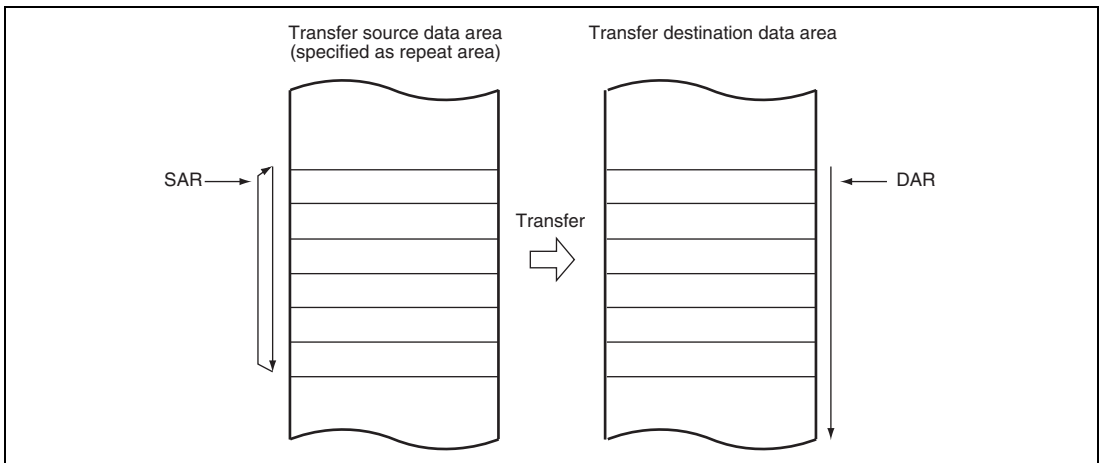 Transfer source data area
(specified as repeat area)
Transfer destination data area
SAR
Transfer
DAR